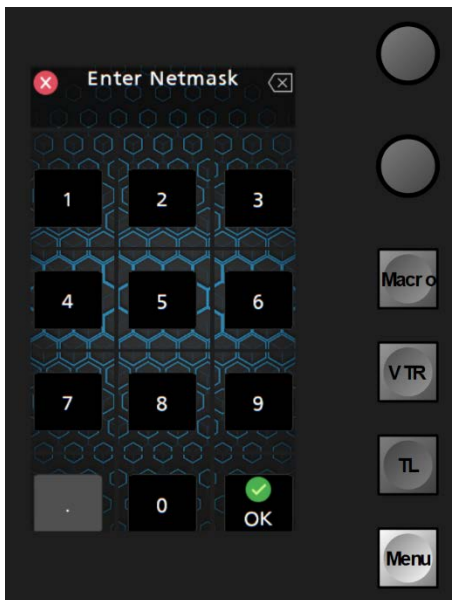 Enter Netmask
1 2 3
Macro
4 5 6
VTR
7 8 9
TL
. 0 OK
Menu